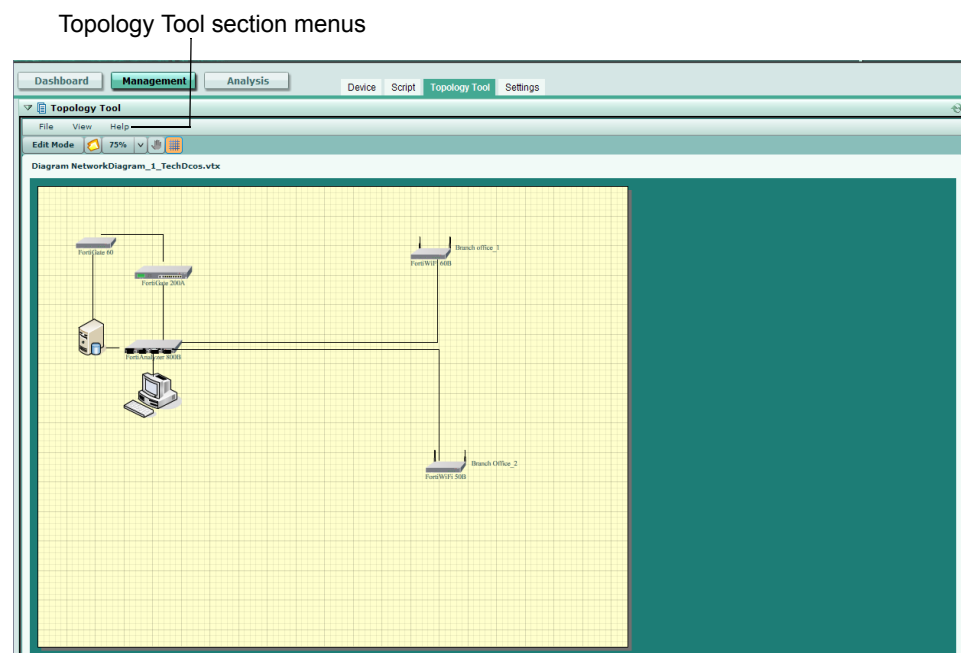 Topology Tool section menus
Dashboard Management Analysis
Device Script Topology Tool Settings
Topology Tool
File View Help
Edit Mode 75%
Diagram NetworkDiagram_1_TechDcos.vtx
FortiGate 60
Branch office_1
FortiWiFi 60B
FortiGate 200A
FortiAnalyzer 800B
Branch Office_2
FortiWiFi 50B